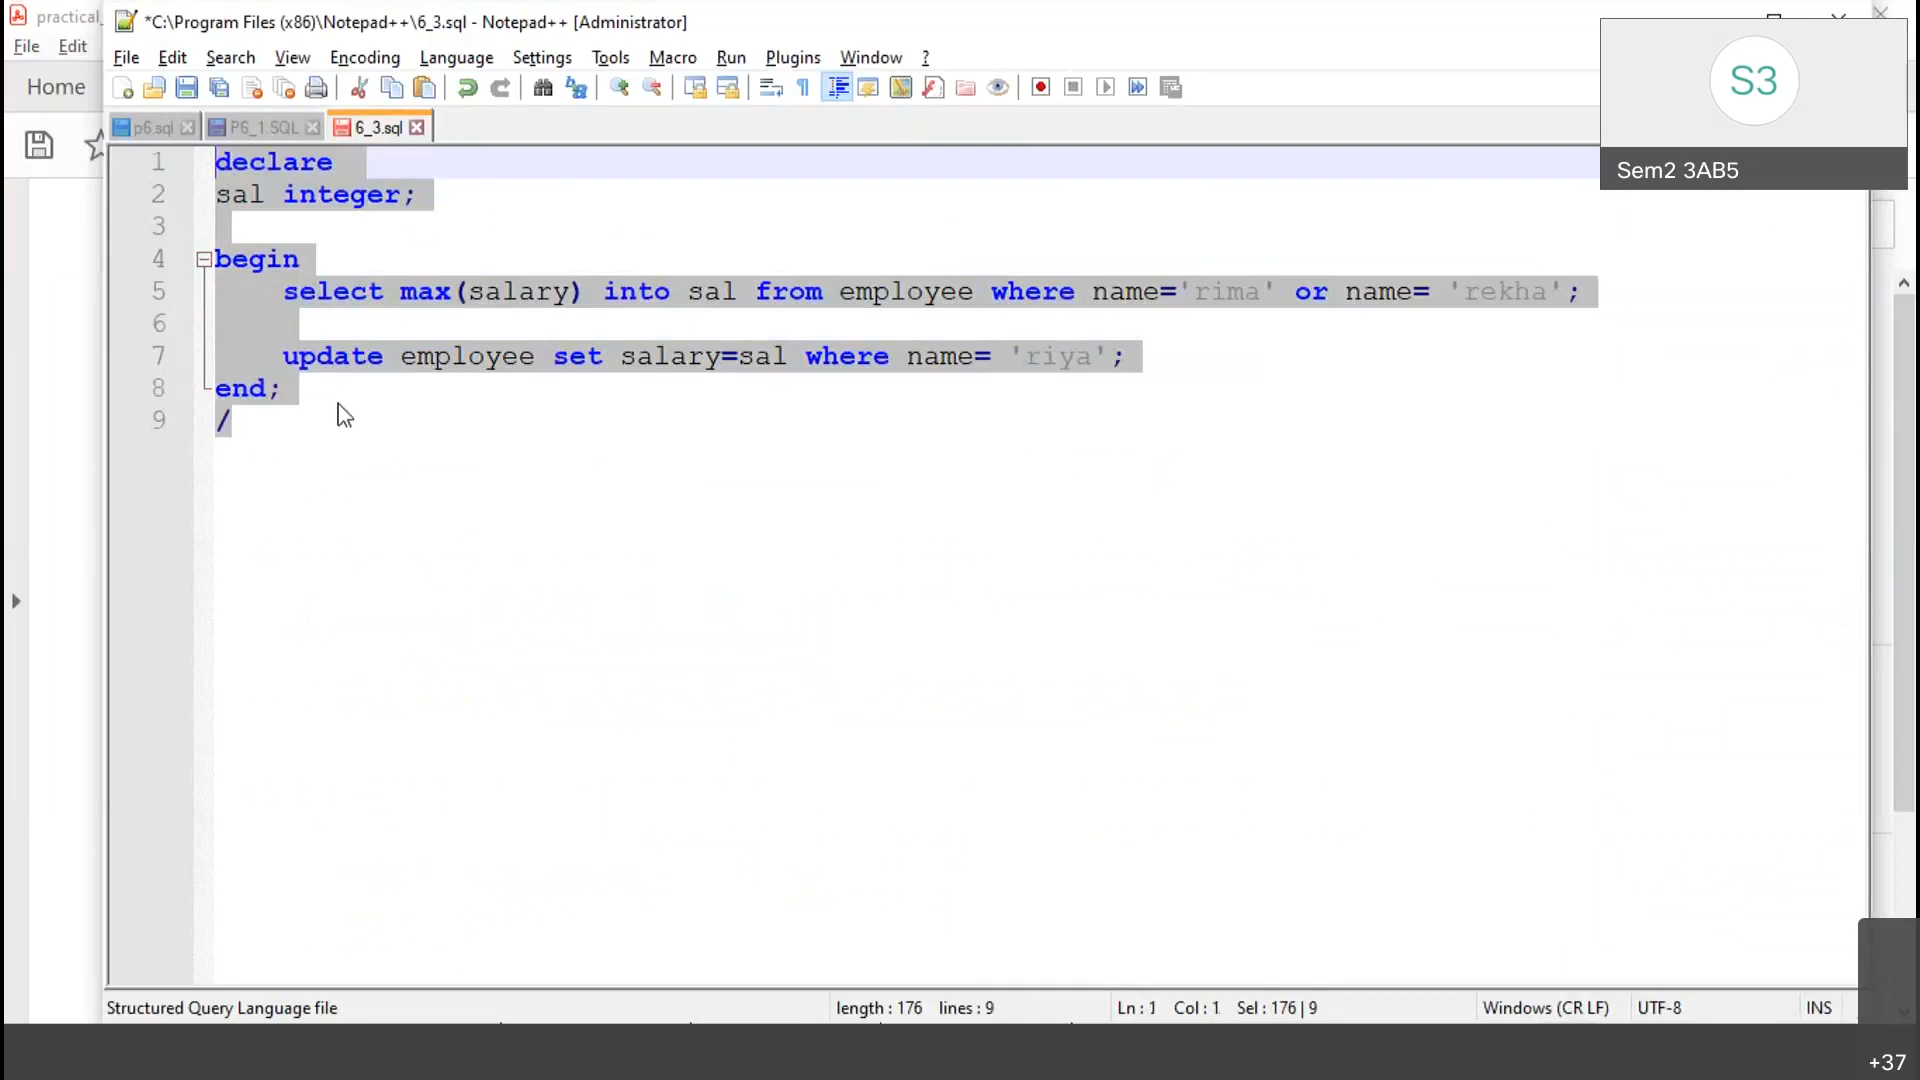 practical_
*C:\Program Files (x86)\Notepad++\6_3.sql - Notepad++ [Administrator]
File Edit
File Edit Search View Encoding Language Settings Tools Macro Run Plugins Window ?
Home
S3
Sem2 3AB5
p6.sql P6_1.SQL 6_3.sql
1 declare
2 sal integer;
3
4 begin
5 select max(salary) into sal from employee where name='rima' or name= 'rekha';
6
7 update employee set salary=sal where name= 'riya';
8 end;
9 /
Structured Query Language file length : 176 lines : 9 Ln : 1 Col : 1 Sel : 176 | 9 Windows (CR LF) UTF-8 INS
+37